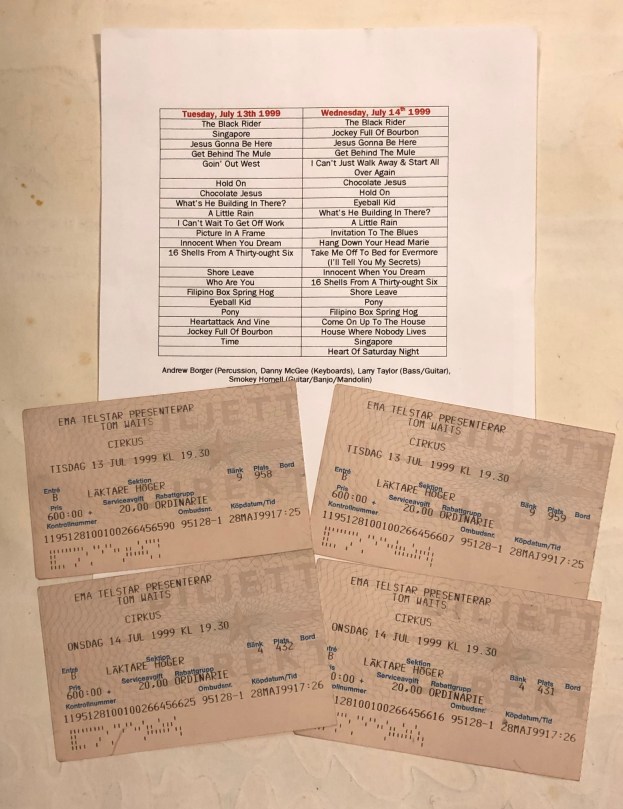 Tuesday, July 13th 1999 Wednesday, July 14th 1999
The Black Rider The Black Rider
Singapore Jockey Full Of Bourbon
Jesus Gonna Be Here Jesus Gonna Be Here
Get Behind The Mule Get Behind The Mule
Goin' Out West I Can't Just Walk Away & Start All
Over Again
Hold On Chocolate Jesus
Chocolate Jesus Hold On
What's He Building In There? Eyeball Kid
A Little Rain What's He Building In There?
I Can't Wait To Get Off Work A Little Rain
Picture In A Frame Invitation To The Blues
Innocent When You Dream Hang Down Your Head Marie
16 Shells From A Thirty-ought Six Take Me Off To Bed for Evermore
(I'll Tell You My Secrets)
Shore Leave Innocent When You Dream
Who Are You 16 Shells From A Thirty-ought Six
Filipino Box Spring Hog Shore Leave
Eyeball Kid Pony
Pony Filipino Box Spring Hog
Heartattack And Vine Come On Up To The House
Jockey Full Of Bourbon House Where Nobody Lives
Time Singapore
Heart Of Saturday Night
Andrew Borger (Percussion, Danny McGee (Keyboards), Larry Taylor (Bass/Guitar),
Smokey Hormell (Guitar/Banjo/Mandolin)
EMA TELSTAR PRESENTERAR
TOM WAITS
CIRKUS
TISDAG 13 JUL 1999 KL 19.30
Entré Sektion Bänk Plats Bord
B LÄKTARE HÖGER 9 958
Pris Serviceavgift Rabattgrupp
600:00 + 20,00 ORDINARIE
Kontrollnummer Ombudsnr. Köpdatum/Tid
1195128100100266456590 95128-1 28MAJ9917:25
EMA TELSTAR PRESENTERAR
TOM WAITS
CIRKUS
TISDAG 13 JUL 1999 KL 19.30
Entré Sektion Bänk Plats Bord
B LÄKTARE HÖGER 9 959
Pris Serviceavgift Rabattgrupp
600:00 + 20,00 ORDINARIE
Kontrollnummer Ombudsnr. Köpdatum/Tid
1195128100100266456607 95128-1 28MAJ9917:25
EMA TELSTAR PRESENTERAR
TOM WAITS
CIRKUS
ONSDAG 14 JUL 1999 KL 19.30
Entré Sektion Bänk Plats Bord
B LÄKTARE HÖGER 4 432
Pris Serviceavgift Rabattgrupp
600:00 + 20,00 ORDINARIE
Kontrollnummer Ombudsnr. Köpdatum/Tid
1195128100100266456625 95128-1 28MAJ9917:26
EMA TELSTAR PRESENTERAR
TOM WAITS
CIRKUS
ONSDAG 14 JUL 1999 KL 19.30
Sektion Bänk Plats Bord
B LÄKTARE HÖGER 4 431
Serviceavgift Rabattgrupp
0:00 + 20,00 ORDINARIE
ollnummer Ombudsnr. Köpdatum/Tid
128100100266456616 95128-1 28MAJ9917:26